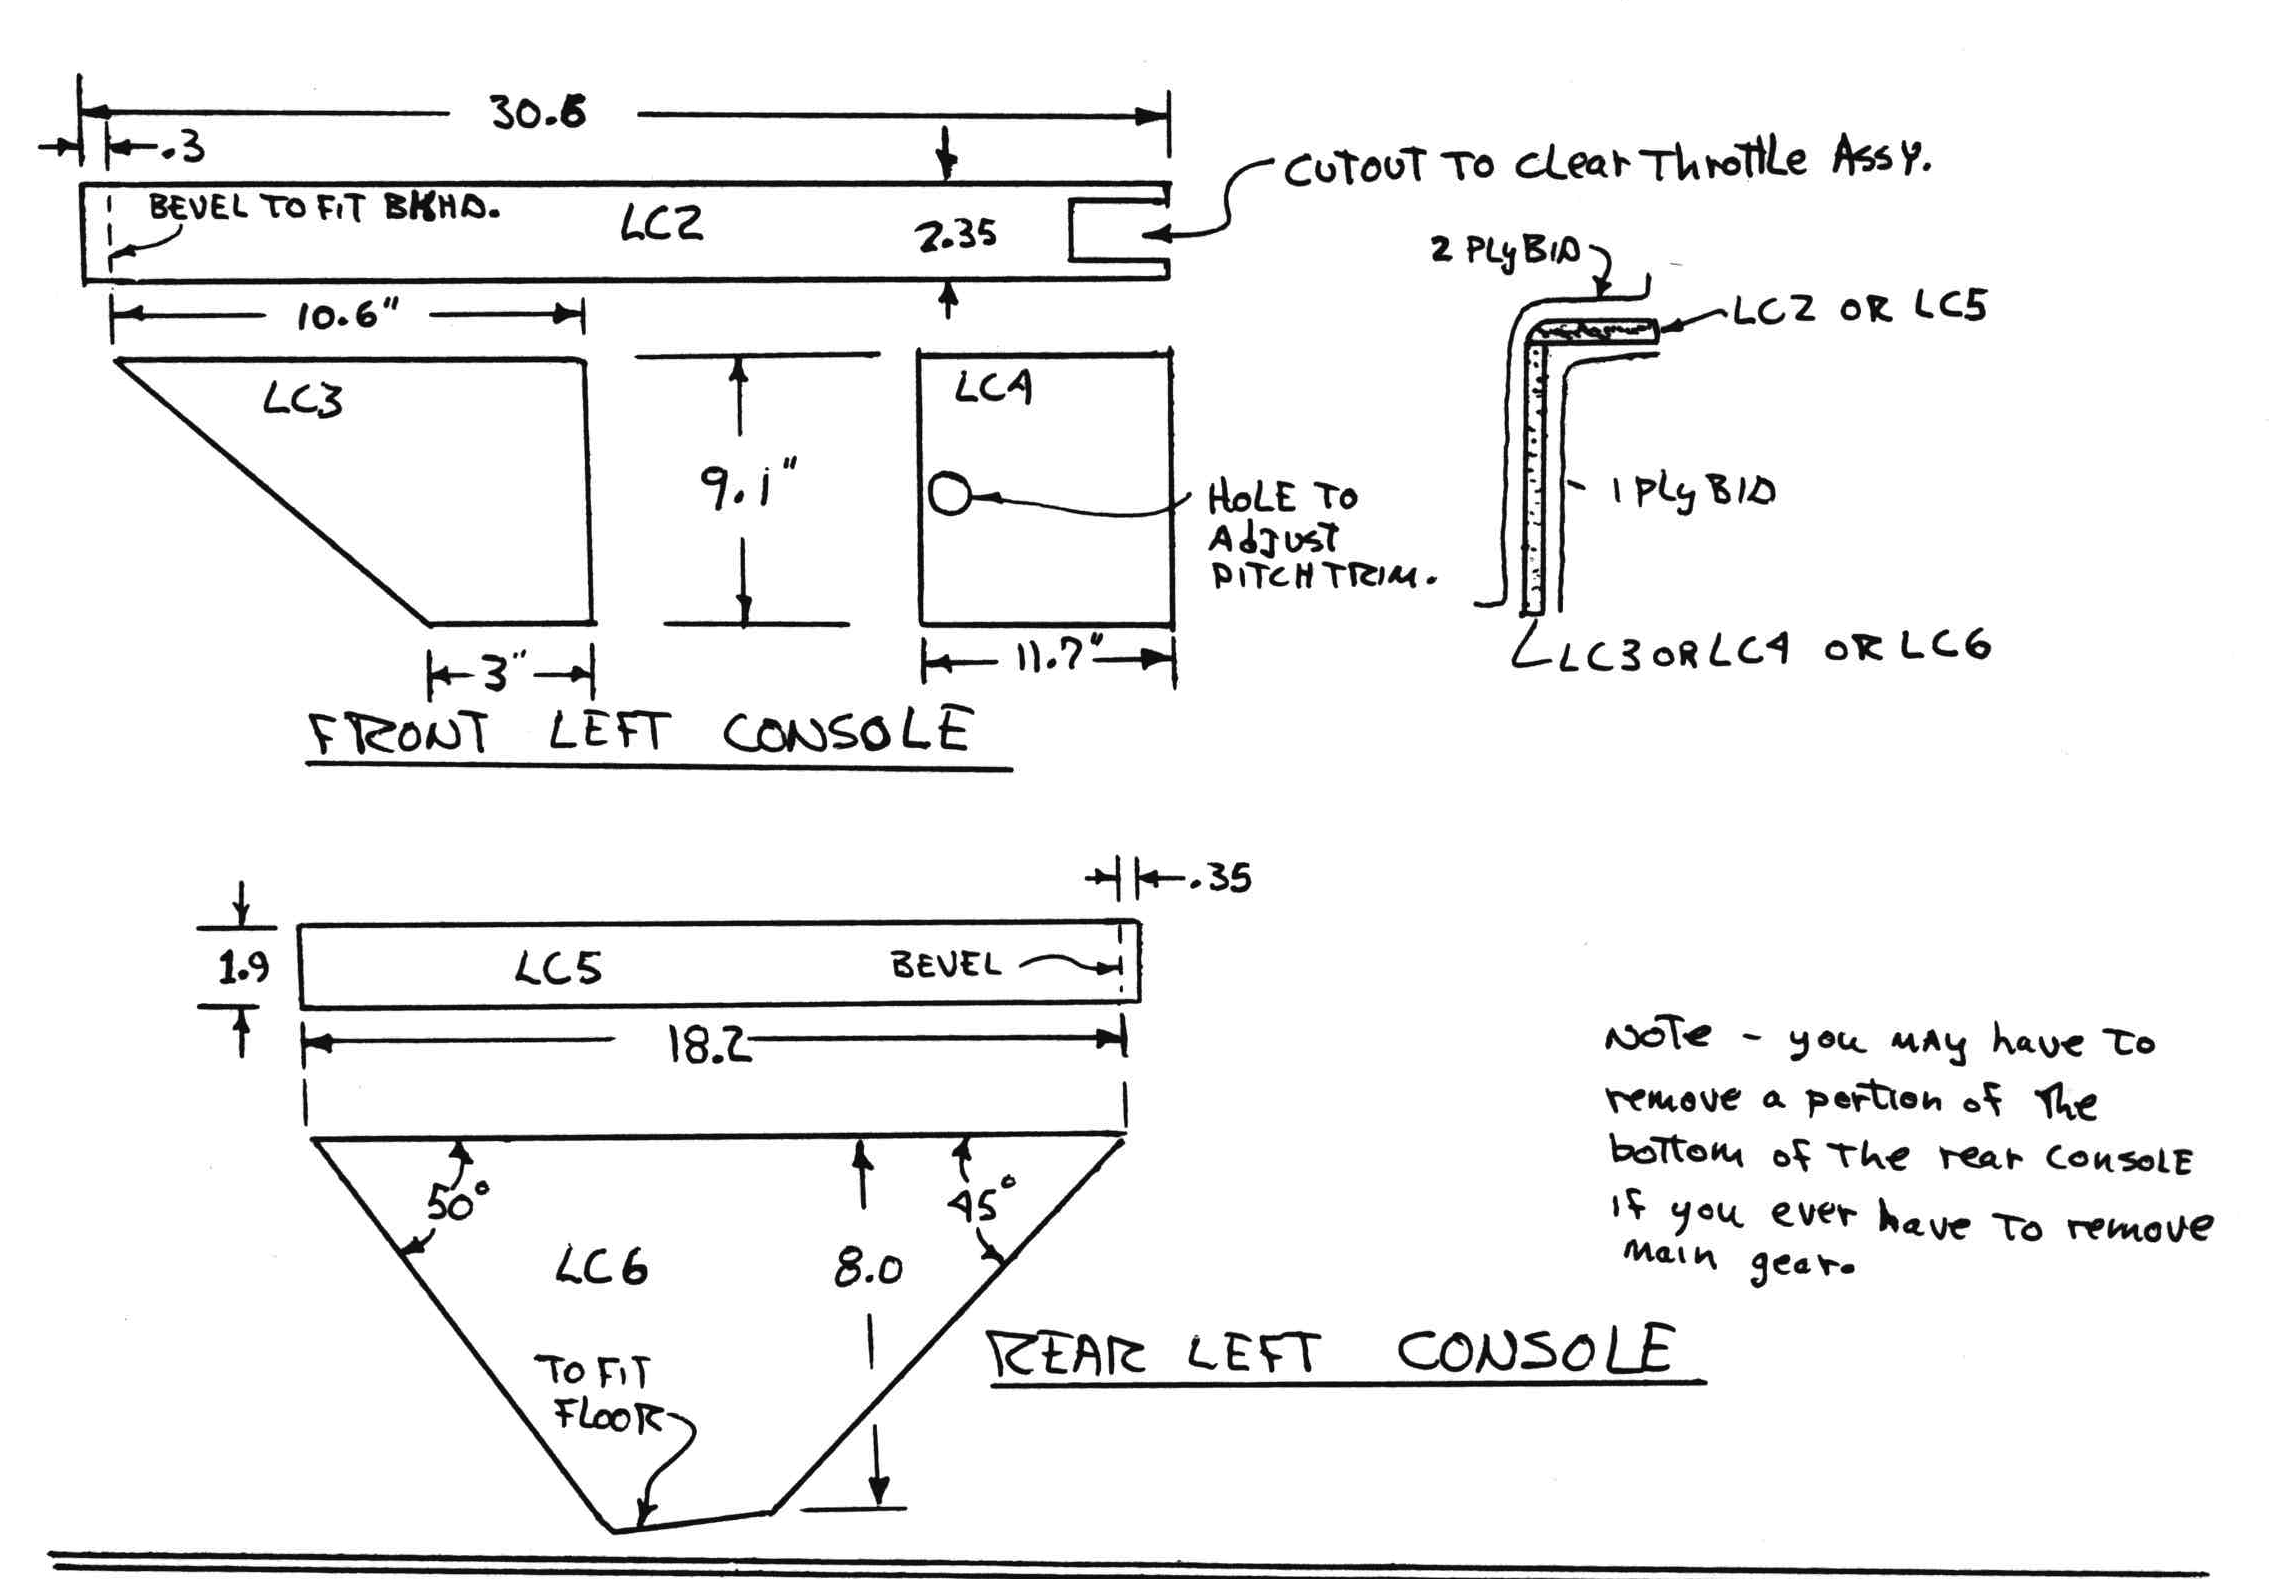 30.6
.3
CUTOUT TO Clear Throttle Assy.
BEVEL TO FIT BKHD.
LC2
2.35
2 PLy BID
LC2 OR LC5
10.6"
LC3
LC4
9.1"
HOLE TO
AdJUST
PITCH TRIM.
1 PLy BID
3"
11.7"
LC3 OR LC4 OR LC6
FRONT LEFT CONSOLE
.35
1.9
LC5
BEVEL
18.2
NOTE - you MAy have to
remove a portion of The
bottom of The rear CONSOLE
if you ever have to remove
main gear.
50°
45°
LC6
8.0
TO FIT
FLOOR
REAR LEFT CONSOLE